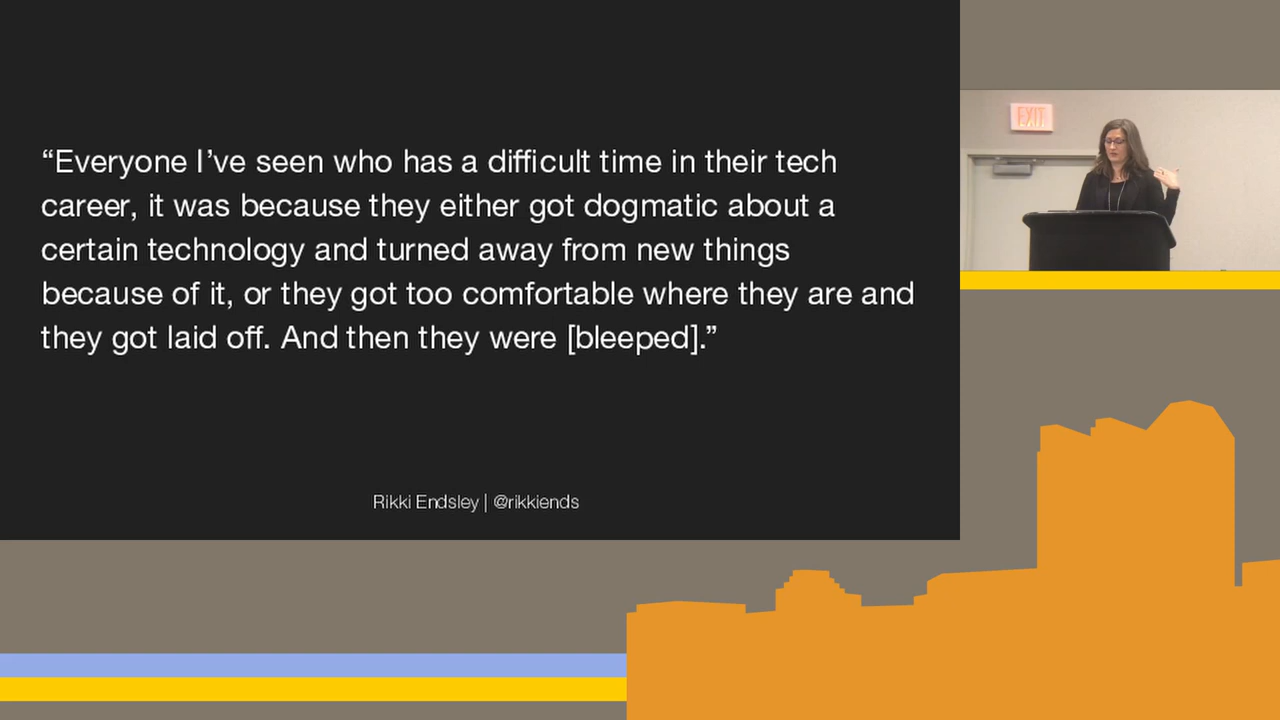 “Everyone I’ve seen who has a difficult time in their tech
career, it was because they either got dogmatic about a
certain technology and turned away from new things
because of it, or they got too comfortable where they are and
they got laid off. And then they were [bleeped].”
Rikki Endsley | @rikkiends
EXIT